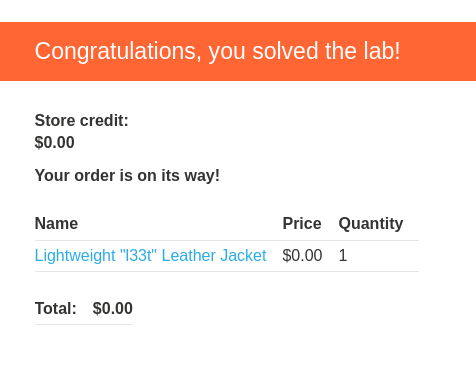 Congratulations, you solved the lab!
Store credit:
$0.00
Your order is on its way!
Name Price Quantity
Lightweight "l33t" Leather Jacket $0.00 1
Total: $0.00